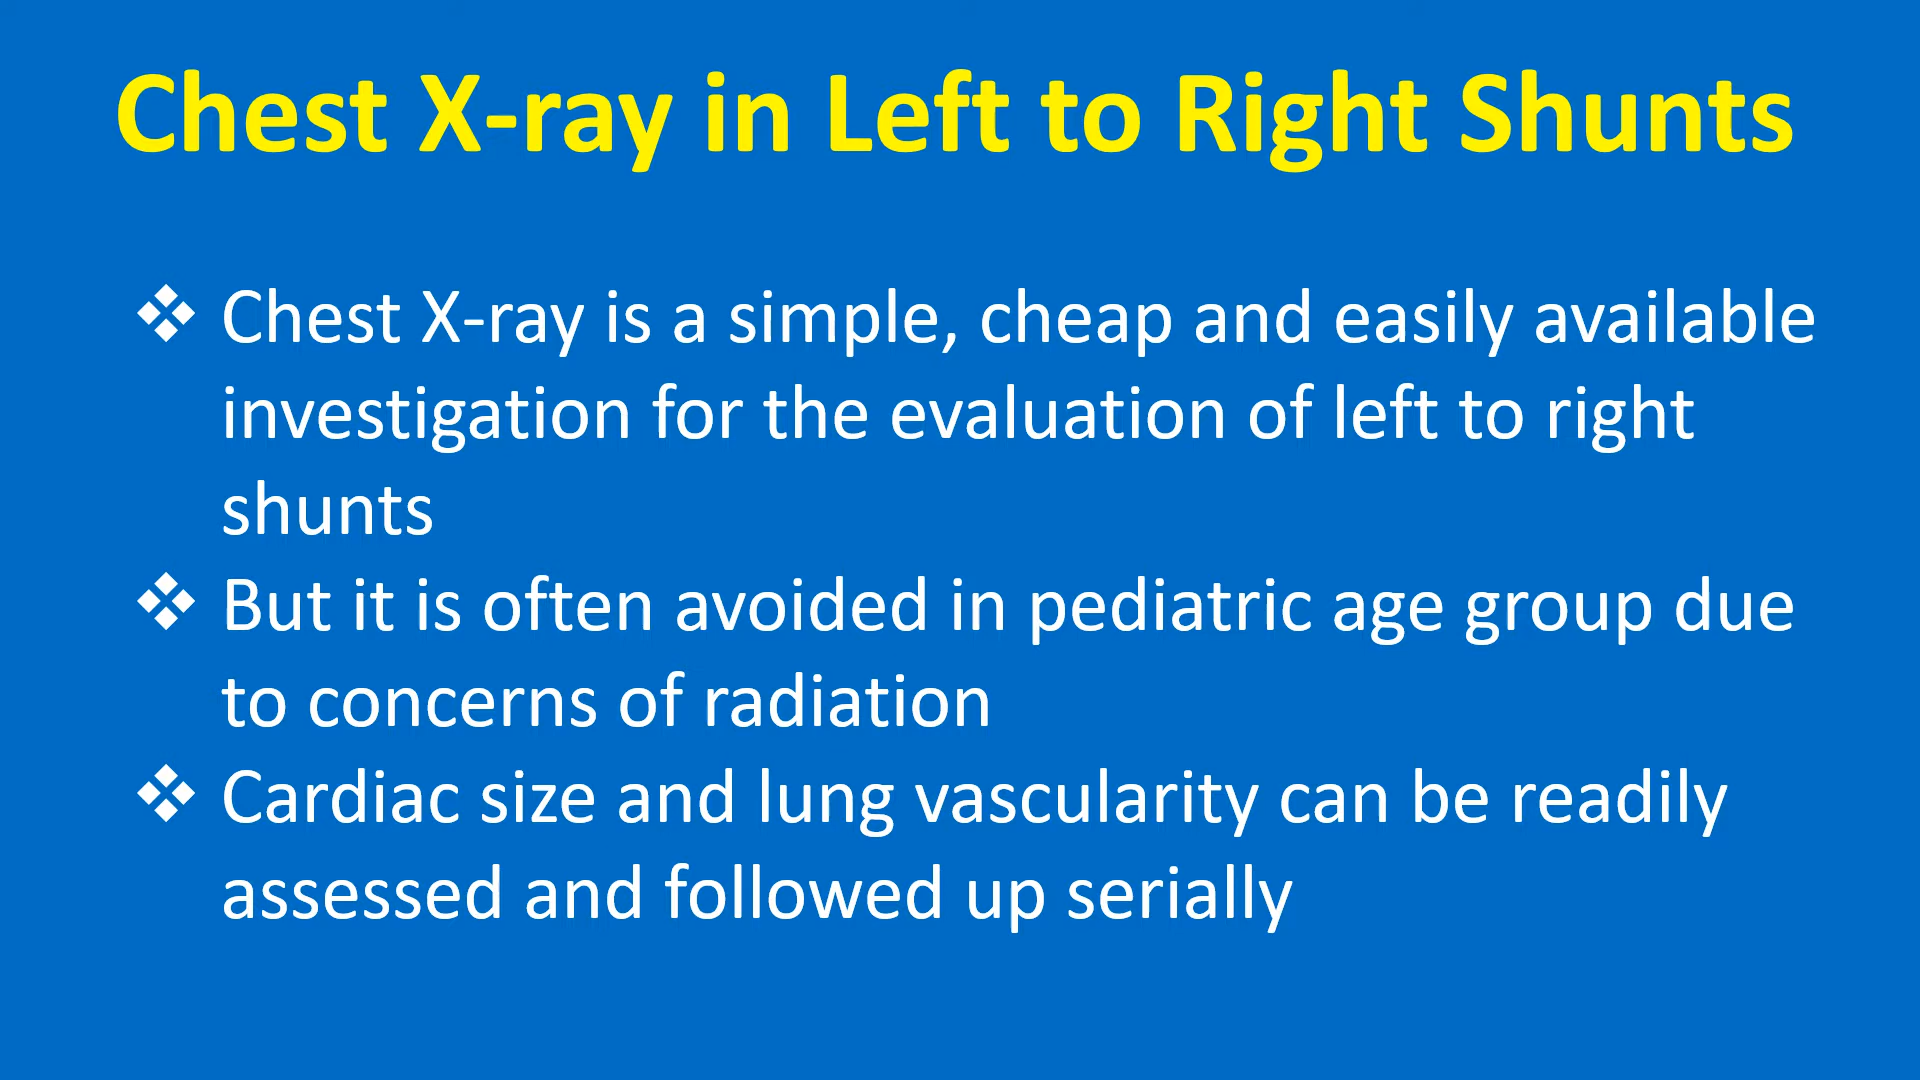 Chest X-ray in Left to Right Shunts
❖ Chest X-ray is a simple, cheap and easily available
investigation for the evaluation of left to right
shunts
❖ But it is often avoided in pediatric age group due
to concerns of radiation
❖ Cardiac size and lung vascularity can be readily
assessed and followed up serially